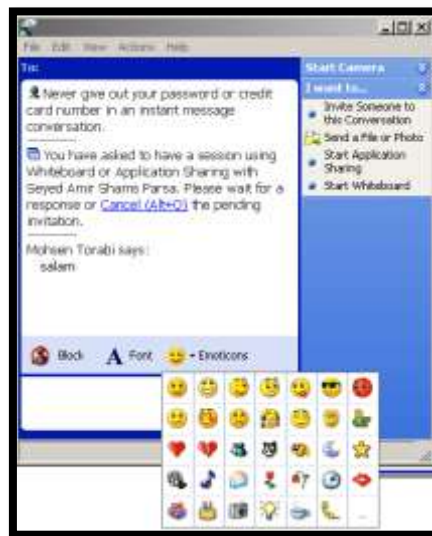 File Edit View Actions Help
To:
Never give out your password or credit
card number in an instant message
conversation.
----------
You have asked to have a session using
Whiteboard or Application Sharing with
Seyed Amir Shams Parsa. Please wait for a
response or Cancel (Alt+Q) the pending
invitation.
----------
Mohsen Torabi says:
salam
Block A Font Emoticons
Start Camera
I want to...
Invite Someone to
this Conversation
Send a File or Photo
Start Application
Sharing
Start Whiteboard